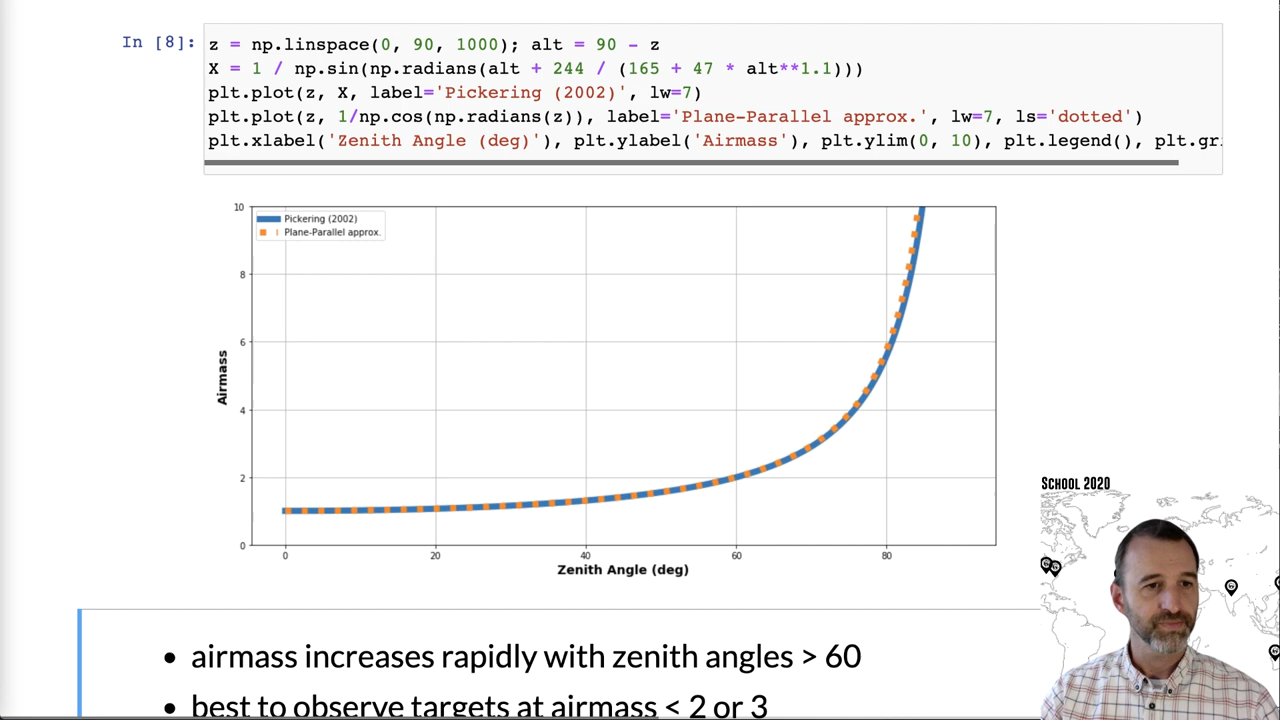 In [8]:
z = np.linspace(0, 90, 1000); alt = 90 - z
X = 1 / np.sin(np.radians(alt + 244 / (165 + 47 * alt**1.1)))
plt.plot(z, X, label='Pickering (2002)', lw=7)
plt.plot(z, 1/np.cos(np.radians(z)), label='Plane-Parallel approx.', lw=7, ls='dotted')
plt.xlabel('Zenith Angle (deg)'), plt.ylabel('Airmass'), plt.ylim(0, 10), plt.legend(), plt.gr
10
8
6
4
2
0
Airmass
Pickering (2002)
Plane-Parallel approx.
0
20
40
60
80
Zenith Angle (deg)
SCHOOL 2020
• airmass increases rapidly with zenith angles > 60
• best to observe targets at airmass < 2 or 3